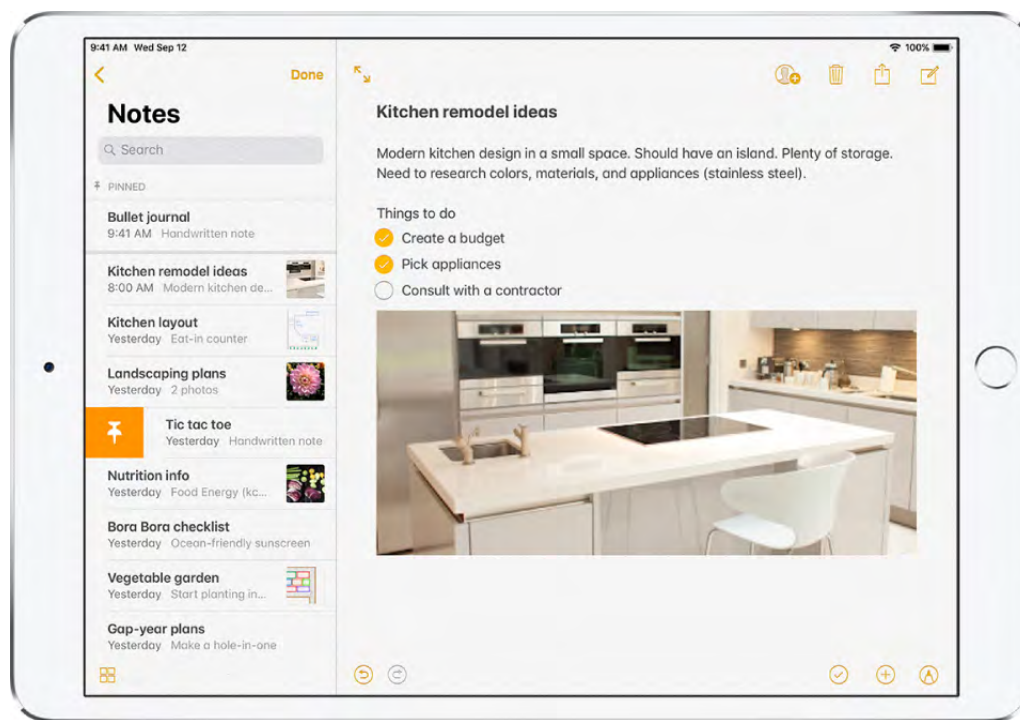 9:41 AM Wed Sep 12
100%
Done
Notes
Search
PINNED
Bullet journal
9:41 AM Handwritten note
Kitchen remodel ideas
8:00 AM Modern kitchen de...
Kitchen layout
Yesterday Eat-in counter
Landscaping plans
Yesterday 2 photos
Tic tac toe
Yesterday Handwritten note
Nutrition info
Yesterday Food Energy (kc...
Bora Bora checklist
Yesterday Ocean-friendly sunscreen
Vegetable garden
Yesterday Start planting in...
Gap-year plans
Yesterday Make a hole-in-one
Kitchen remodel ideas
Modern kitchen design in a small space. Should have an island. Plenty of storage.
Need to research colors, materials, and appliances (stainless steel).
Things to do
Create a budget
Pick appliances
Consult with a contractor